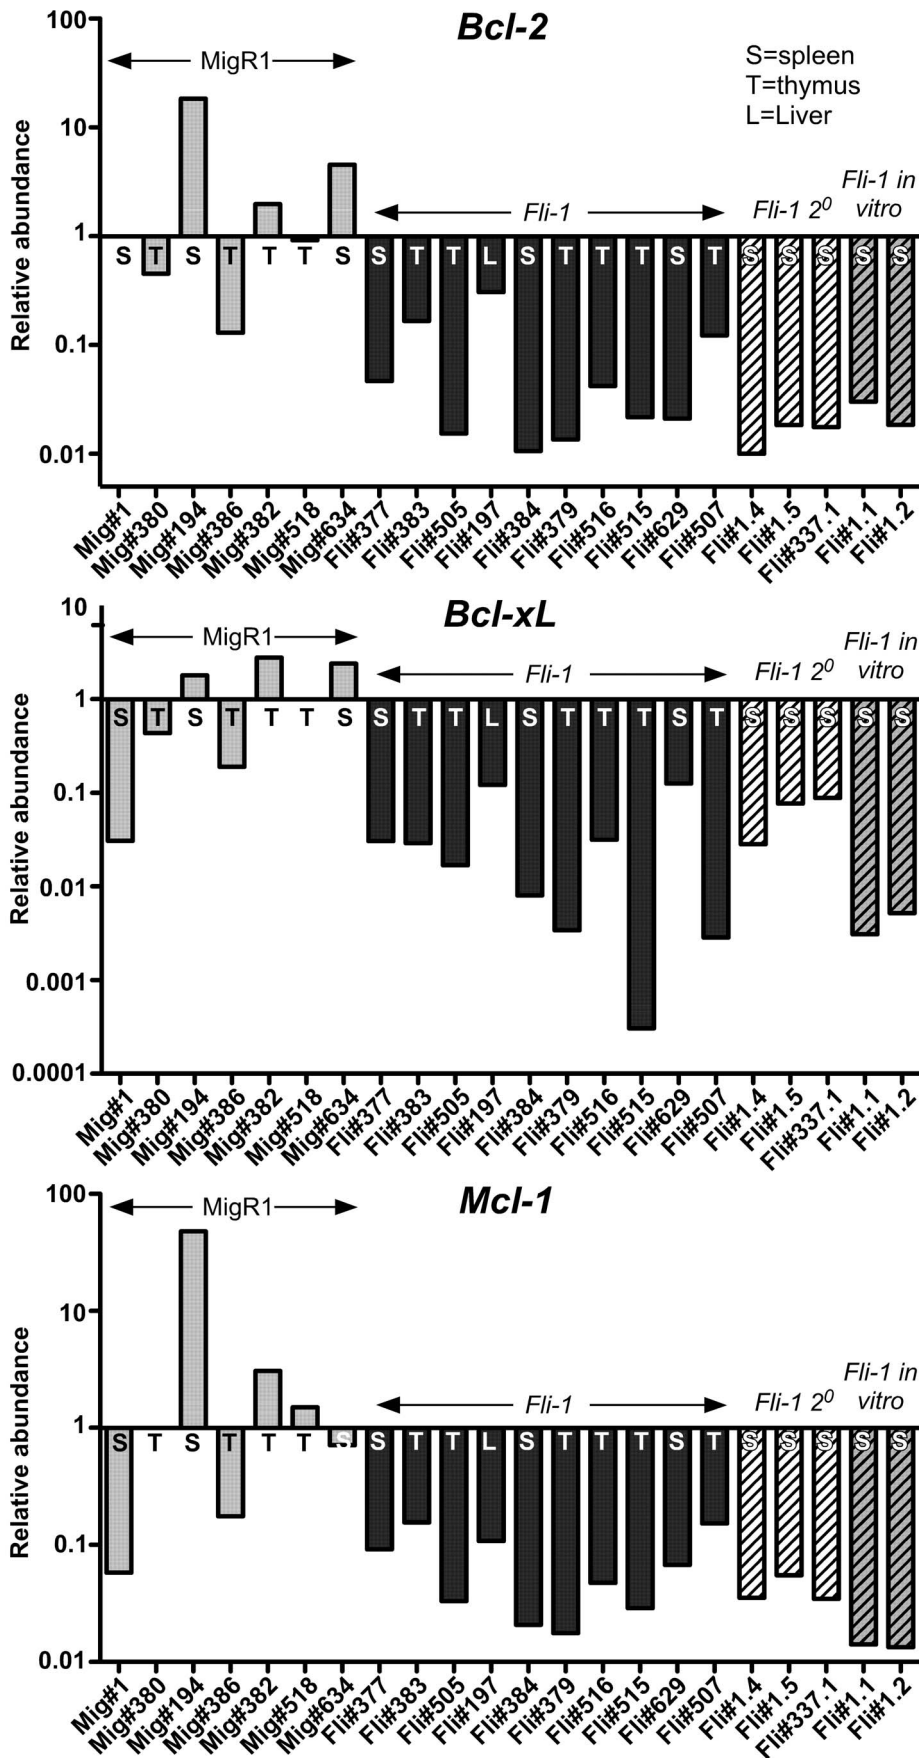 Bcl-2
100
MigR1
S=spleen
T=thymus
L=Liver
10
Relative abundance
Fli-1
Fli-1 2⁰
Fli-1 in
vitro
1
S T S T T T S S T T L S T T T S T S S S S S
0.1
0.01
Mig#1 Mig#380 Mig#194 Mig#386 Mig#382 Mig#518 Mig#634 Fli#377 Fli#383 Fli#505 Fli#197 Fli#384 Fli#379 Fli#516 Fli#515 Fli#629 Fli#507 Fli#1.4 Fli#1.5 Fli#337.1 Fli#1.1 Fli#1.2
Bcl-xL
10
MigR1
Relative abundance
Fli-1
Fli-1 2⁰
Fli-1 in
vitro
1
S T S T T T S S T T L S T T T S T S S S S S
0.1
0.01
0.001
0.0001
Mig#1 Mig#380 Mig#194 Mig#386 Mig#382 Mig#518 Mig#634 Fli#377 Fli#383 Fli#505 Fli#197 Fli#384 Fli#379 Fli#516 Fli#515 Fli#629 Fli#507 Fli#1.4 Fli#1.5 Fli#337.1 Fli#1.1 Fli#1.2
Mcl-1
100
MigR1
10
Relative abundance
Fli-1
Fli-1 2⁰
Fli-1 in
vitro
1
S T S T T T S S T T L S T T T S T S S S S S
0.1
0.01
Mig#1 Mig#380 Mig#194 Mig#386 Mig#382 Mig#518 Mig#634 Fli#377 Fli#383 Fli#505 Fli#197 Fli#384 Fli#379 Fli#516 Fli#515 Fli#629 Fli#507 Fli#1.4 Fli#1.5 Fli#337.1 Fli#1.1 Fli#1.2